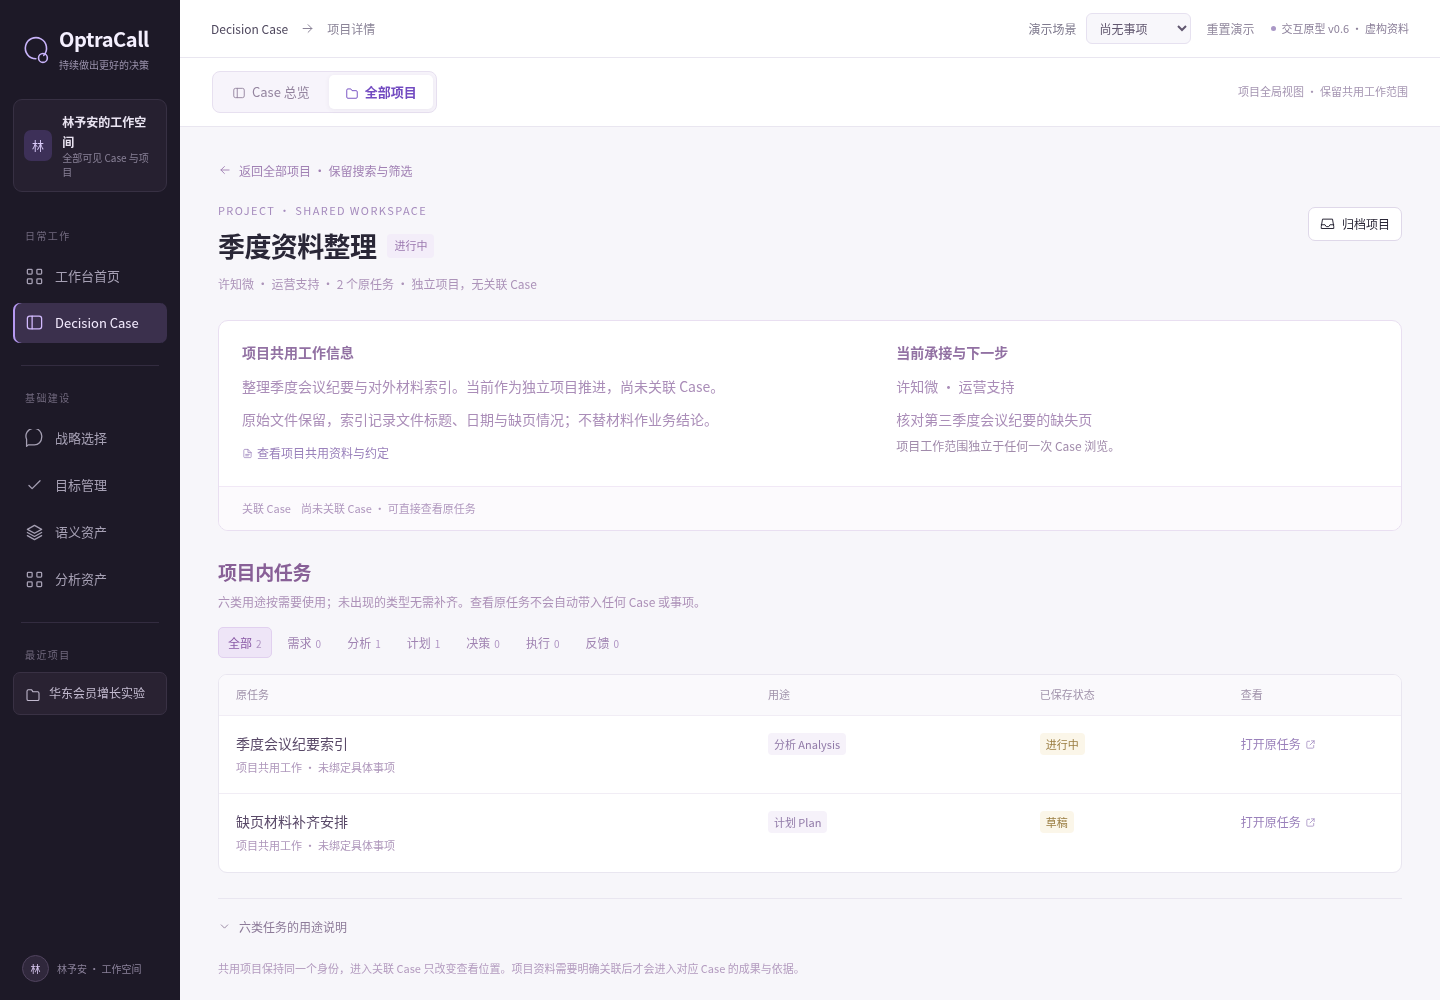 OptraCall
持续做出更好的决策
林
林予安的工作空
间
全部可见 Case 与项
目
日常工作
工作台首页
Decision Case
基础建设
战略选择
目标管理
语义资产
分析资产
最近项目
华东会员增长实验
林
林予安 · 工作空间
Decision Case → 项目详情
演示场景 尚无事项 重置演示 交互原型 v0.6 · 虚构资料
Case 总览 全部项目
项目全局视图 · 保留共用工作范围
返回全部项目 · 保留搜索与筛选
PROJECT · SHARED WORKSPACE
季度资料整理 进行中
归档项目
许知微 · 运营支持 · 2 个原任务 · 独立项目，无关联 Case
项目共用工作信息
整理季度会议纪要与对外材料索引。当前作为独立项目推进，尚未关联 Case。
原始文件保留，索引记录文件标题、日期与缺页情况；不替材料作业务结论。
查看项目共用资料与约定
当前承接与下一步
许知微 · 运营支持
核对第三季度会议纪要的缺失页
项目工作范围独立于任何一次 Case 浏览。
关联 Case 尚未关联 Case · 可直接查看原任务
项目内任务
六类用途按需要使用；未出现的类型无需补齐。查看原任务不会自动带入任何 Case 或事项。
全部 2 需求 0 分析 1 计划 1 决策 0 执行 0 反馈 0
原任务 用途 已保存状态 查看
季度会议纪要索引 分析 Analysis 进行中 打开原任务
项目共用工作 · 未绑定具体事项
缺页材料补齐安排 计划 Plan 草稿 打开原任务
项目共用工作 · 未绑定具体事项
六类任务的用途说明
共用项目保持同一个身份，进入关联 Case 只改变查看位置。项目资料需要明确关联后才会进入对应 Case 的成果与依据。